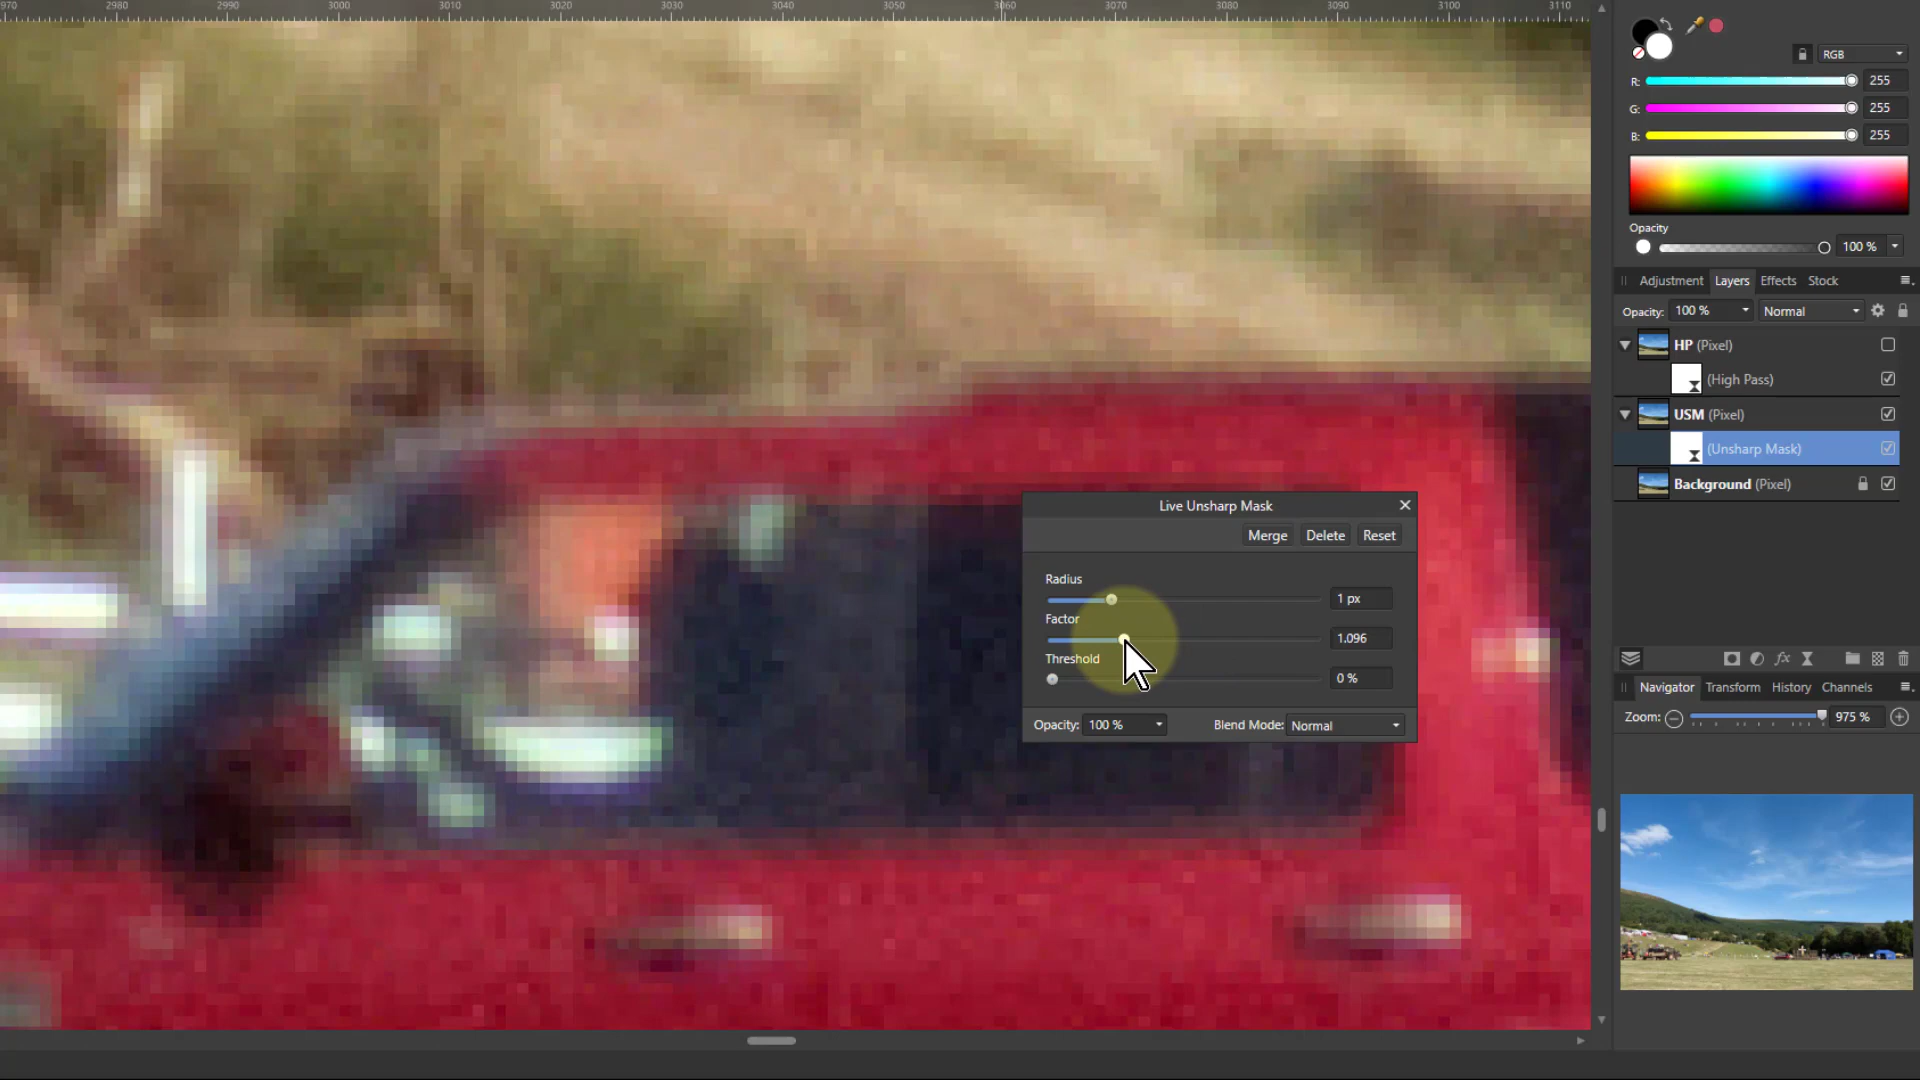 970 2980 2990 3000 3010 3020 3030 3040 3050 3060 3070 3080 3090 3100 3110
RGB
R: 255
G: 255
B: 255
Opacity
100 %
Adjustment Layers Effects Stock
Opacity: 100 % Normal
HP (Pixel)
(High Pass)
USM (Pixel)
(Unsharp Mask)
Background (Pixel)
Live Unsharp Mask
Merge Delete Reset
Radius
1 px
Factor
1.096
Threshold
0 %
Opacity: 100 % Blend Mode: Normal
fx
Navigator Transform History Channels
Zoom: 975 %